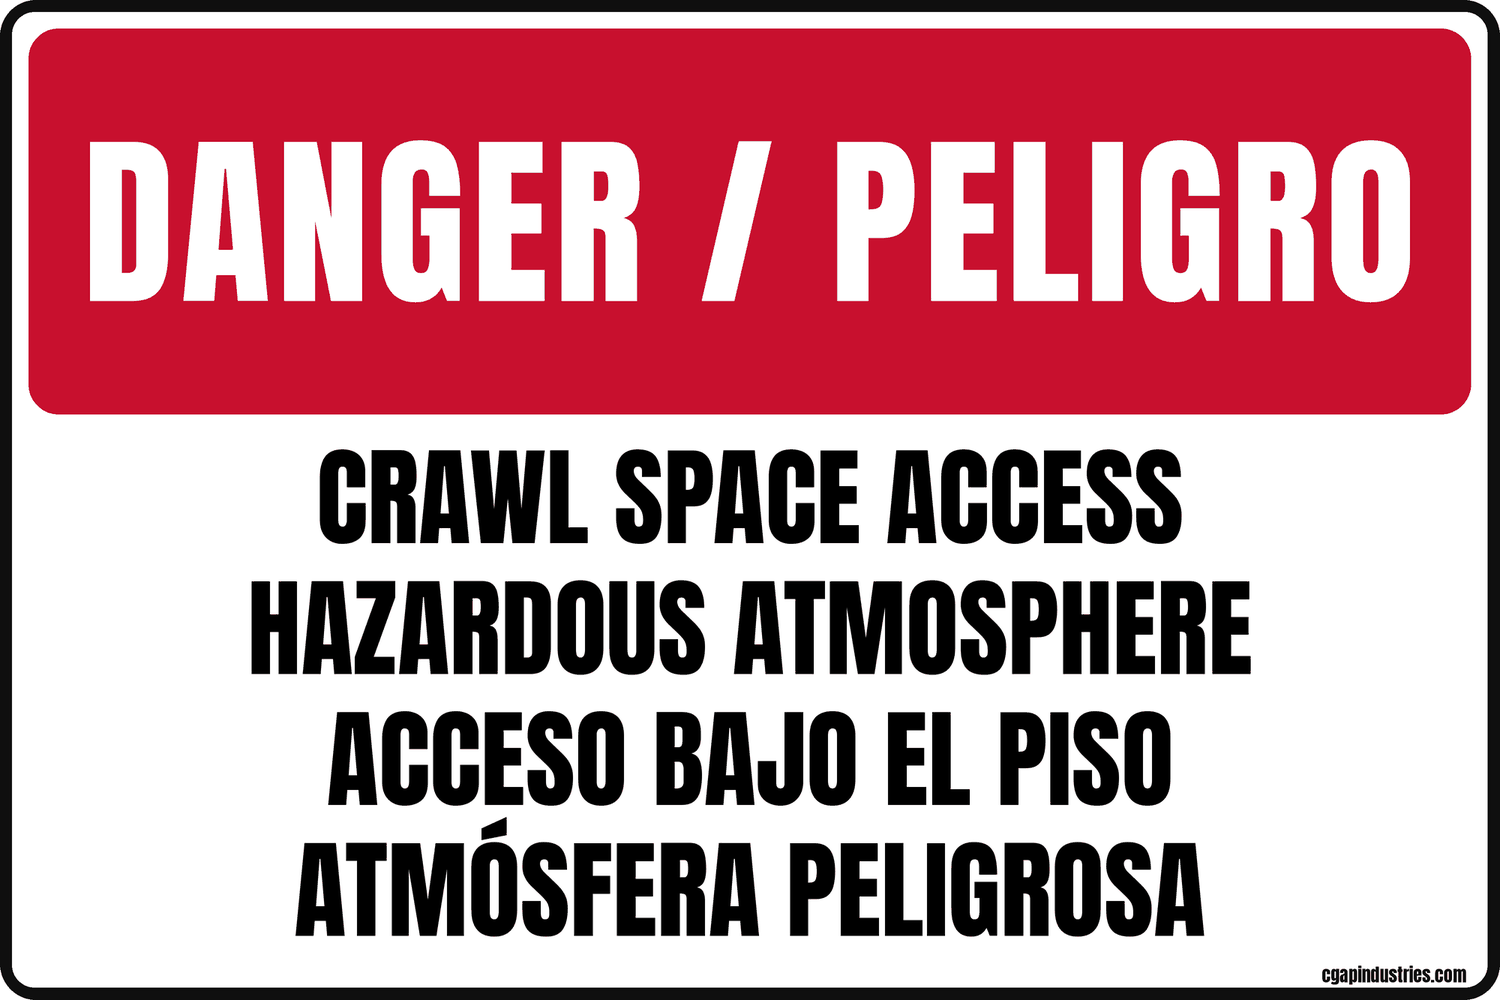 DANGER / PELIGRO
CRAWL SPACE ACCESS
HAZARDOUS ATMOSPHERE
ACCESO BAJO EL PISO
ATMÓSFERA PELIGROSA
cgapindustries.com